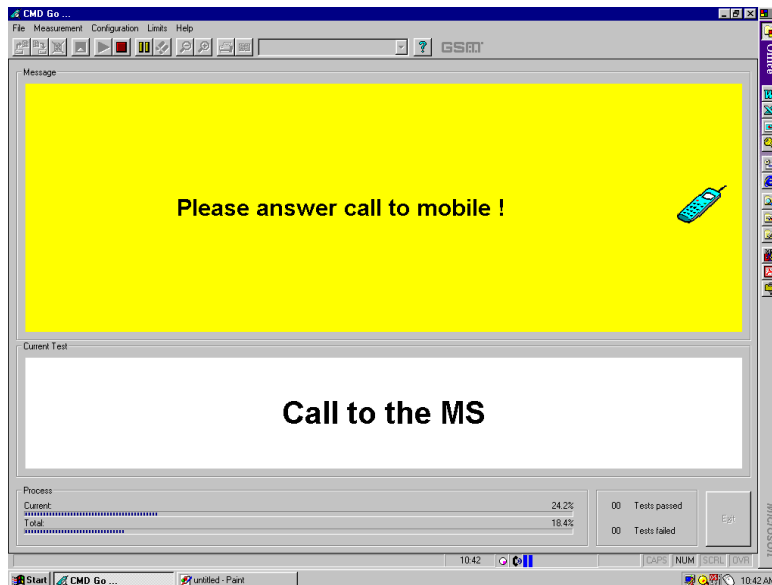 CMD Go ...
File Measurement Configuration Limits Help
GSM
Office
Message
Please answer call to mobile !
Current Test
Call to the MS
Process
Current: 24.2%
Total: 18.4%
00 Tests passed
00 Tests failed
Exit
Microsoft
10:42
CAPS NUM SCRL OVR
Start CMD Go ... untitled - Paint 10:42 AM